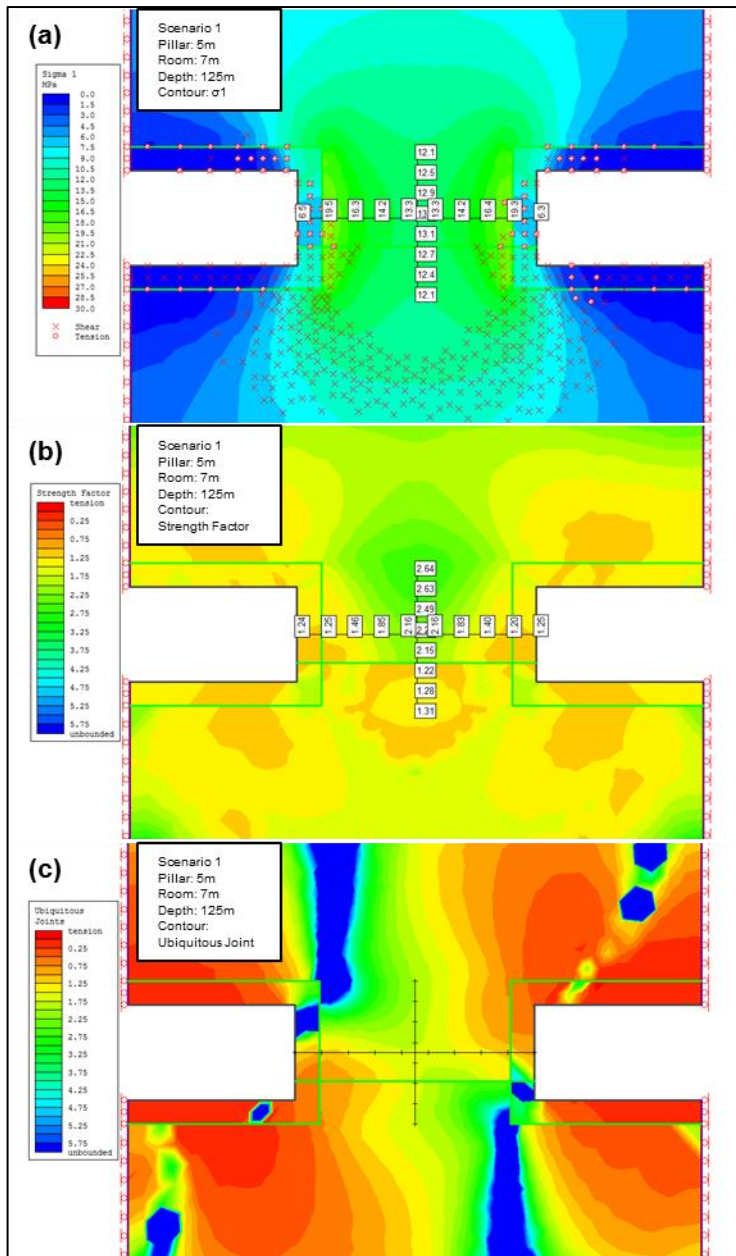 (a)
Scenario 1
Pillar: 5m
Room: 7m
Depth: 125m
Contour: σ1
Sigma 1
MPa
0.0
1.5
3.0
4.5
6.0
7.5
9.0
10.5
12.0
13.5
15.0
16.5
18.0
19.5
21.0
22.5
24.0
25.5
27.0
28.5
30.0
Shear
Tension
12.1
12.5
12.9
6.5
19.5
16.3
14.2
13.3
13.3
14.2
16.4
19.3
6.3
13.1
12.7
12.4
12.1
(b)
Scenario 1
Pillar: 5m
Room: 7m
Depth: 125m
Contour:
Strength Factor
Strength Factor
tension
0.25
0.75
1.25
1.75
2.25
2.75
3.25
3.75
4.25
4.75
5.25
5.75
unbounded
2.64
2.63
2.49
1.24
1.25
1.46
1.85
2.16
2.16
1.83
1.40
1.20
1.25
2.15
1.22
1.28
1.31
(c)
Scenario 1
Pillar: 5m
Room: 7m
Depth: 125m
Contour:
Ubiquitous Joint
Ubiquitous
Joints
tension
0.25
0.75
1.25
1.75
2.25
2.75
3.25
3.75
4.25
4.75
5.25
5.75
unbounded